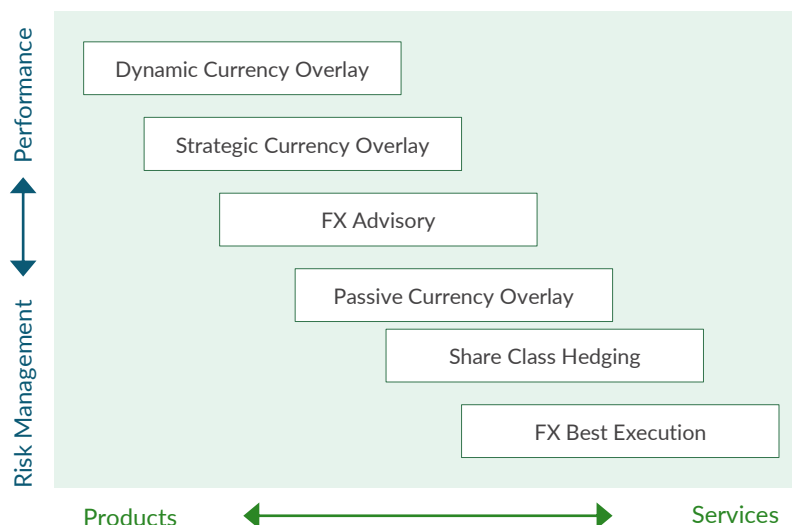 Performance
Dynamic Currency Overlay
Strategic Currency Overlay
FX Advisory
Passive Currency Overlay
Share Class Hedging
Risk Management
FX Best Execution
Products
Services